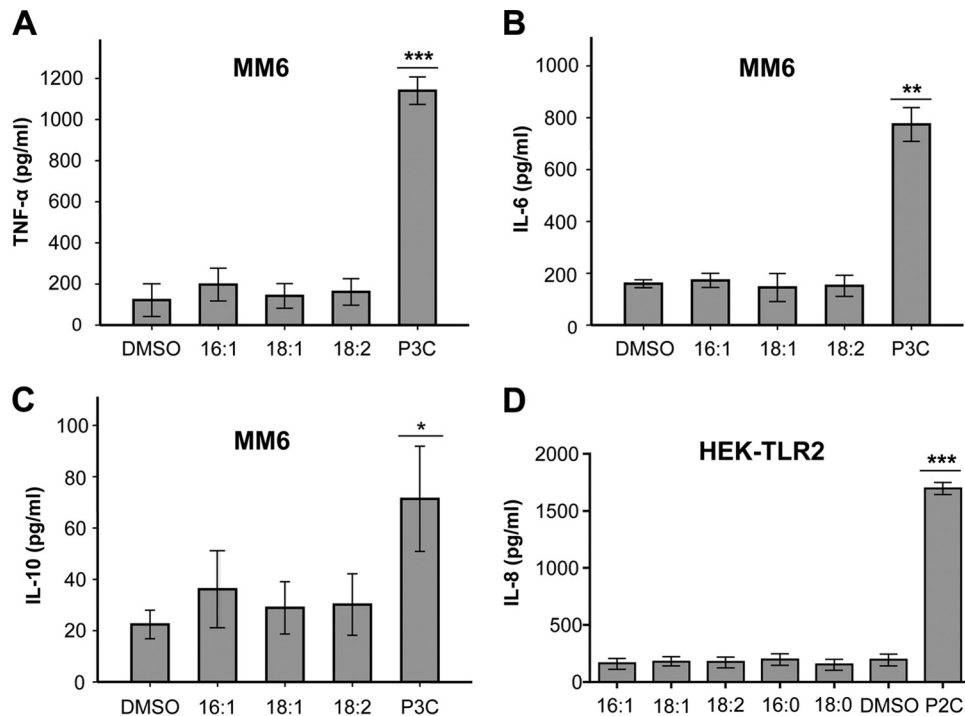 A
MM6
***
TNF-α (pg/ml)
1200
1000
800
600
400
200
0
DMSO 16:1 18:1 18:2 P3C
B
MM6
**
IL-6 (pg/ml)
1000
800
600
400
200
0
DMSO 16:1 18:1 18:2 P3C
C
MM6
*
IL-10 (pg/ml)
100
80
60
40
20
0
DMSO 16:1 18:1 18:2 P3C
D
HEK-TLR2
***
IL-8 (pg/ml)
2000
1500
1000
500
0
16:1 18:1 18:2 16:0 18:0 DMSO P2C